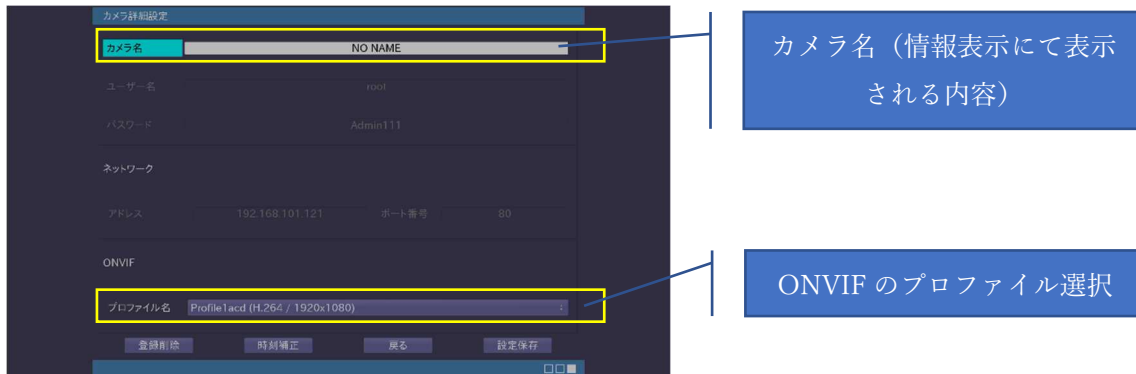 カメラ詳細設定
カメラ名 NO NAME
カメラ名（情報表示にて表示
される内容）
ユーザー名 root
パスワード Admin111
ネットワーク
アドレス 192.168.101.121 ポート番号 80
ONVIF
ONVIF のプロファイル選択
プロファイル名 Profile1acd (H.264 / 1920x1080)
登録削除 時刻補正 戻る 設定保存